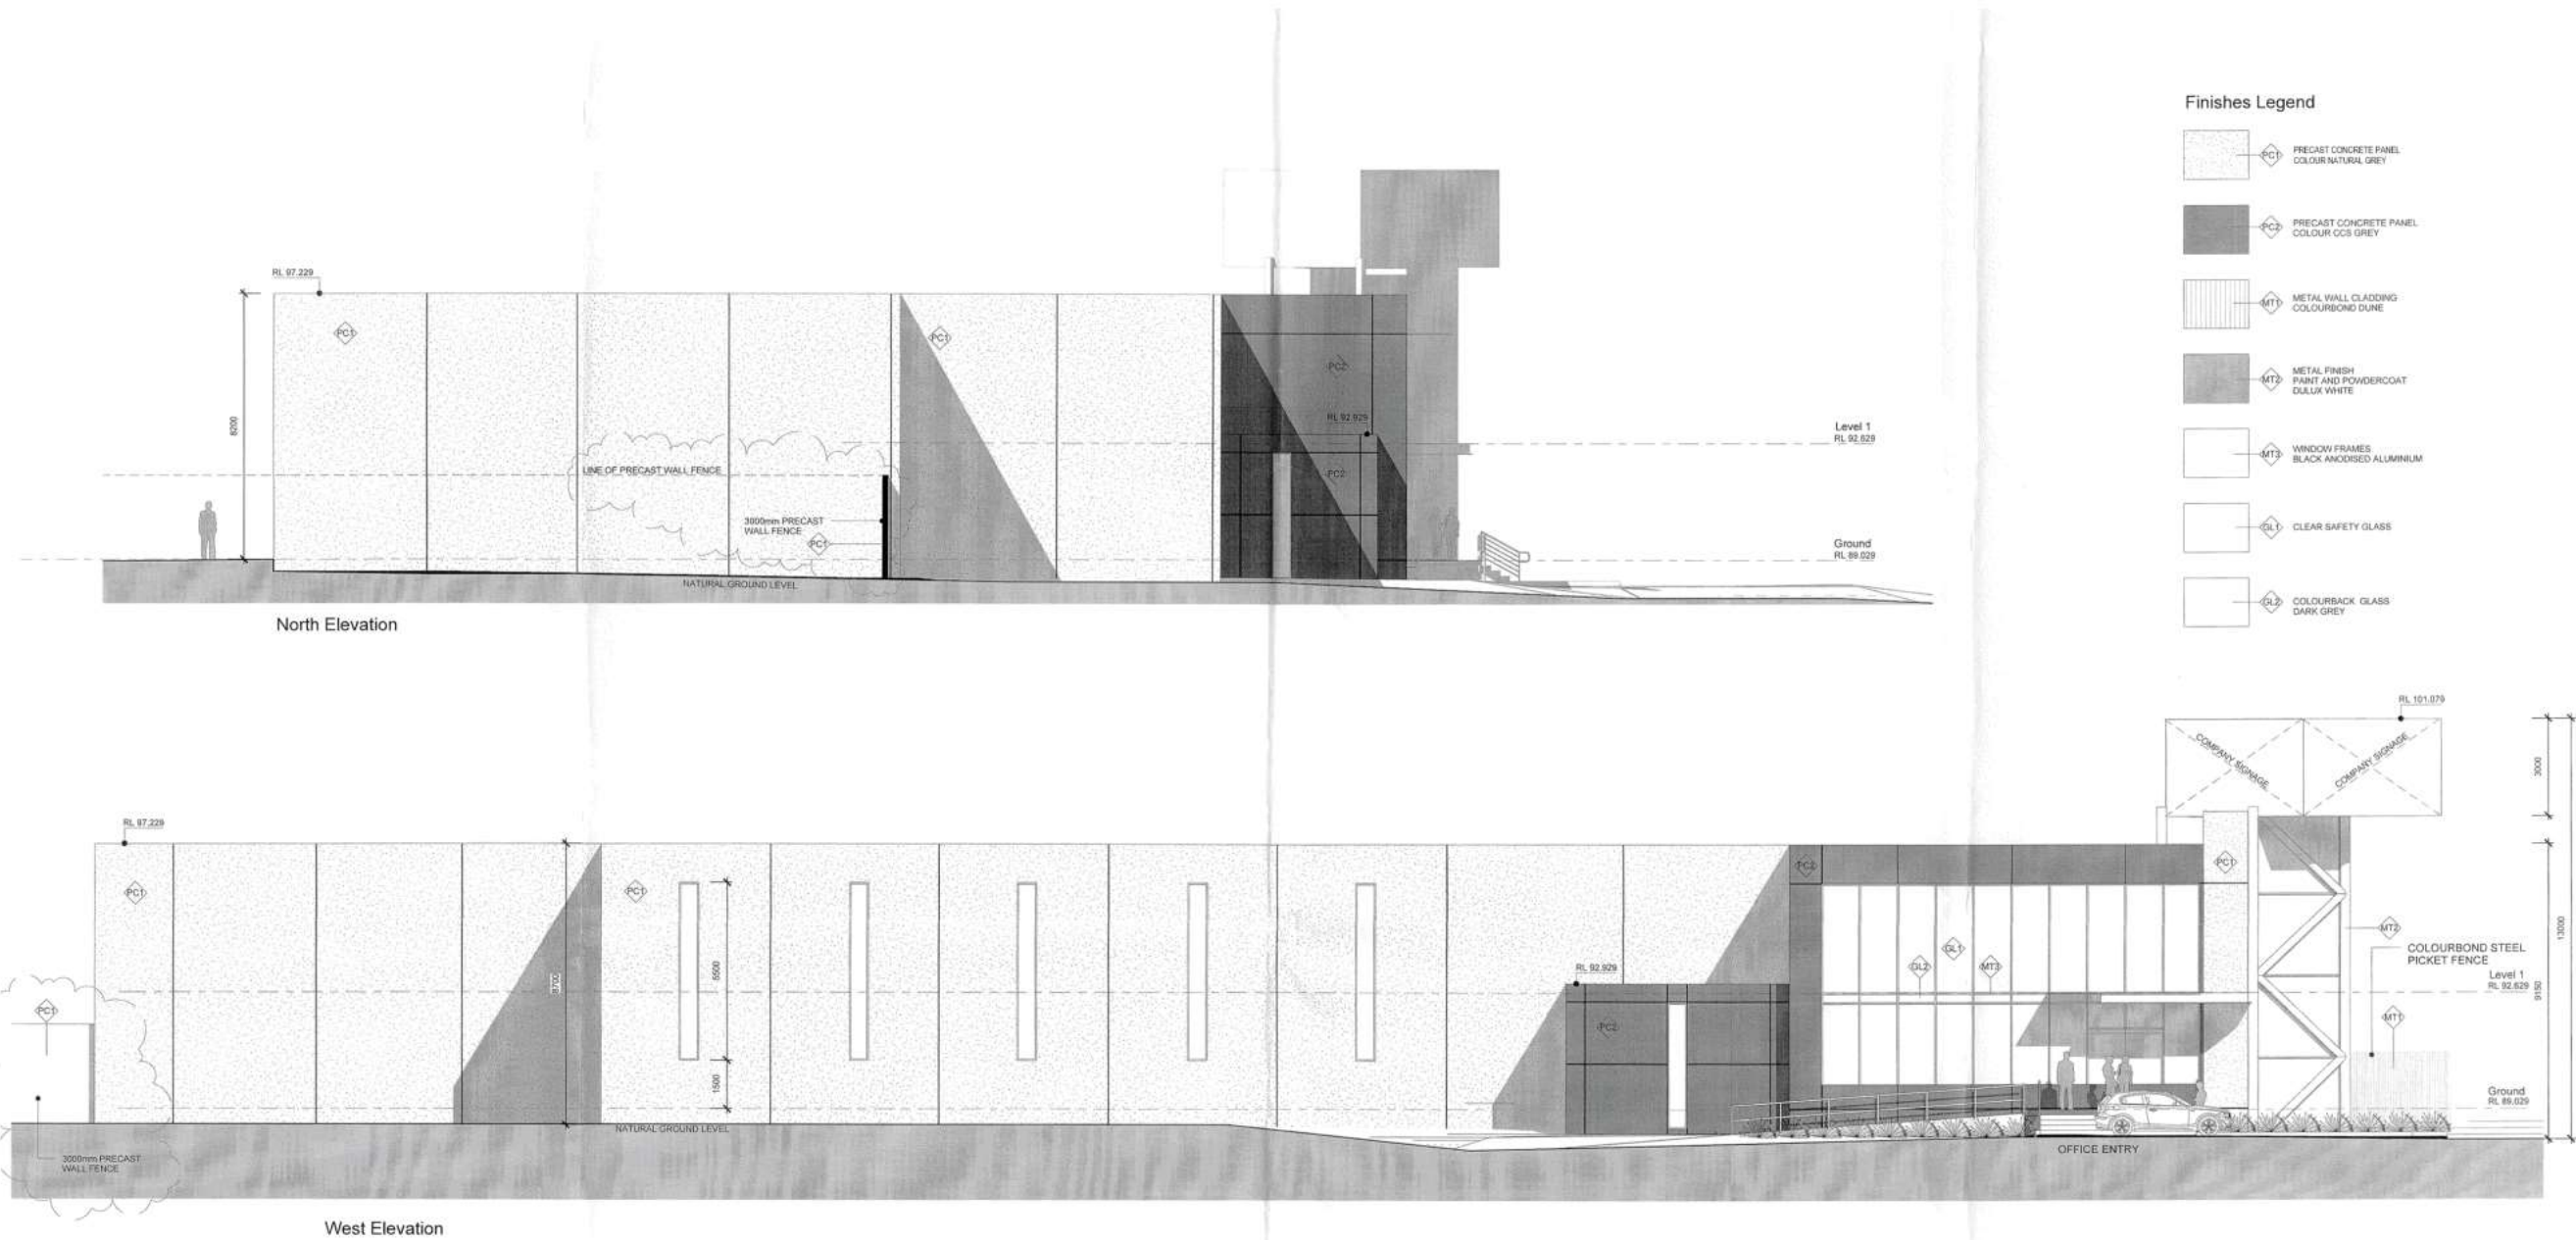 Finishes Legend
PC1
PRECAST CONCRETE PANEL
COLOUR NATURAL GREY
PC2
PRECAST CONCRETE PANEL
COLOUR CCS GREY
MT1
METAL WALL CLADDING
COLOURBOND DUNE
MT2
METAL FINISH
PAINT AND POWDERCOAT
DULUX WHITE
MT3
WINDOW FRAMES
BLACK ANODISED ALUMINIUM
GL1
CLEAR SAFETY GLASS
GL2
COLOURBACK GLASS
DARK GREY
RL 97.229
PC1
PC1
PC2
8200
RL 92.929
Level 1
RL 92.629
LINE OF PRECAST WALL FENCE
PC2
3000mm PRECAST
WALL FENCE
PC1
Ground
RL 89.029
NATURAL GROUND LEVEL
North Elevation
RL 101.079
COMPANY SIGNAGE
COMPANY SIGNAGE
3000
RL 97.229
PC1
PC1
PC2
PC1
13000
MT2
COLOURBOND STEEL
PICKET FENCE
GL2
GL1
MT3
8700
5500
RL 92.929
Level 1
RL 92.629
9150
PC1
PC2
MT1
1500
Ground
RL 89.029
NATURAL GROUND LEVEL
OFFICE ENTRY
3000mm PRECAST
WALL FENCE
West Elevation